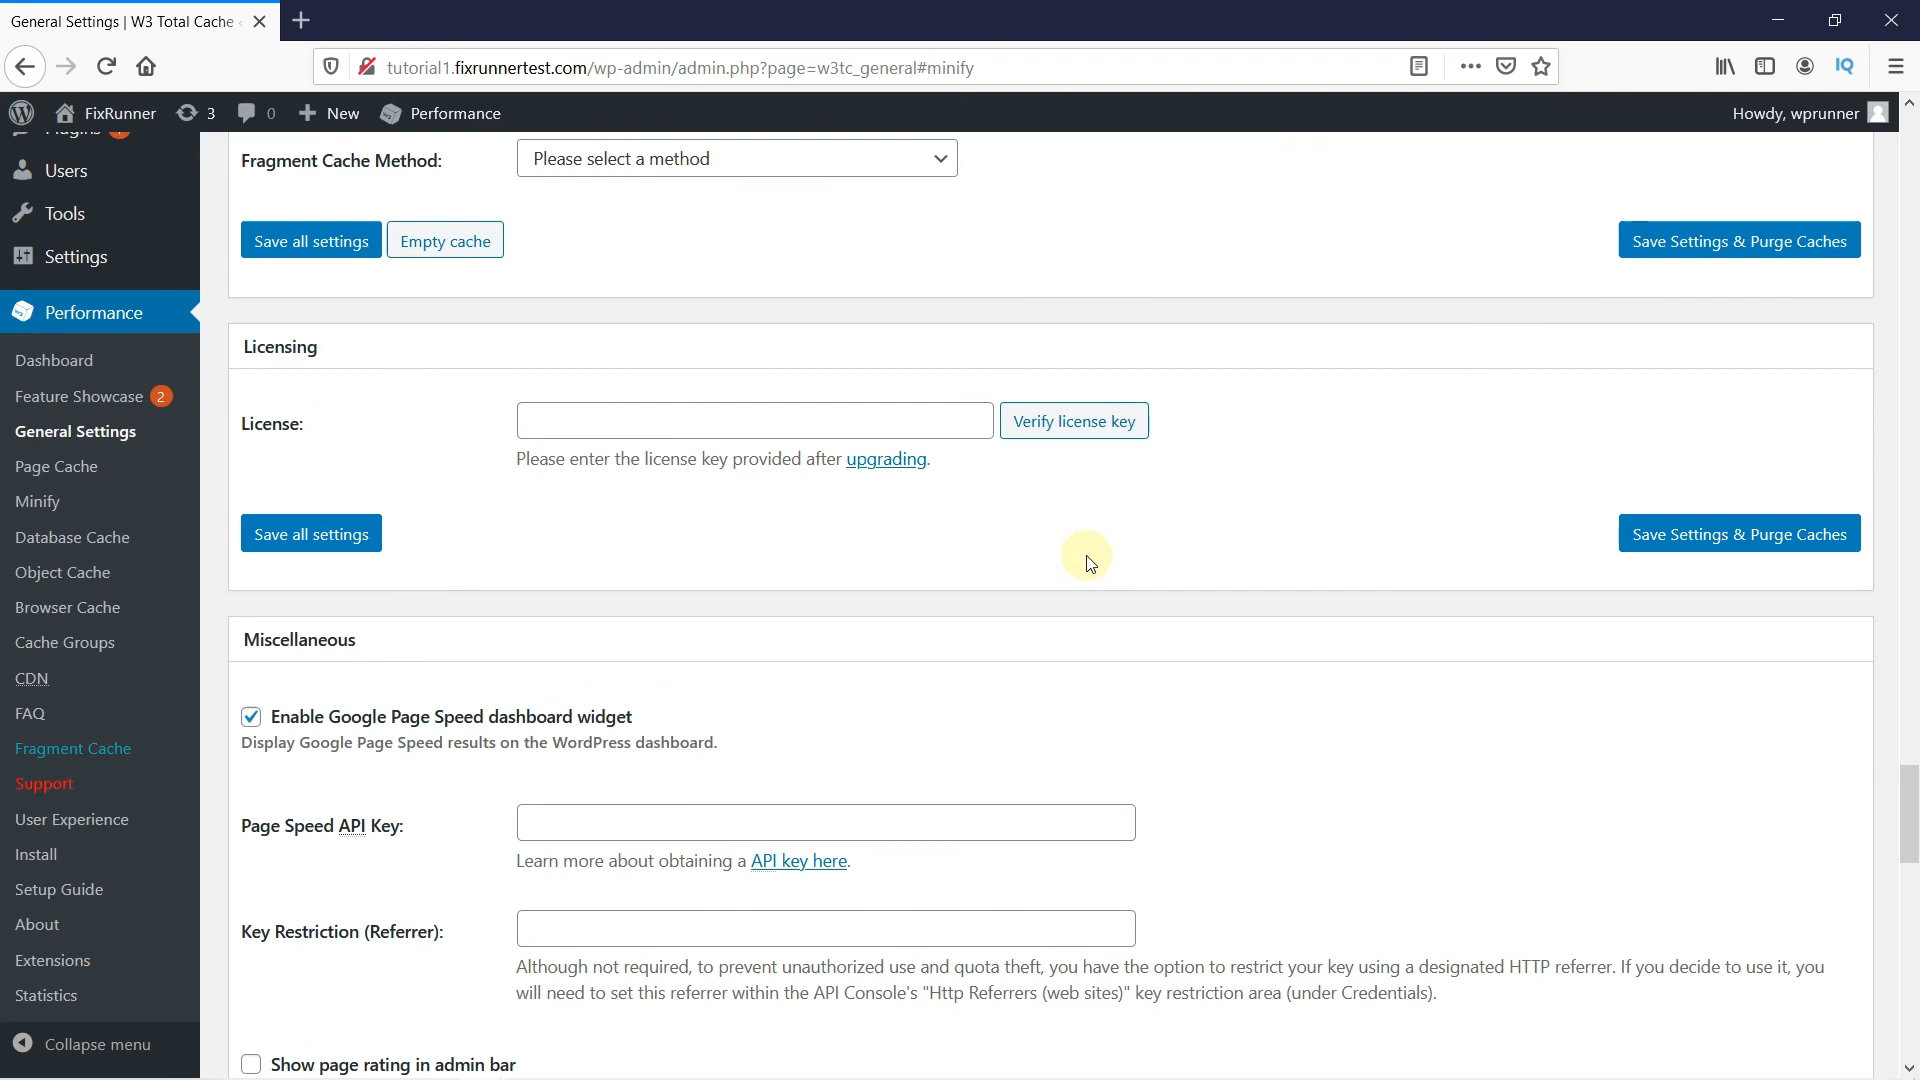 General Settings | W3 Total Cache
tutorial1.fixrunnertest.com/wp-admin/admin.php?page=w3tc_general#minify
IQ
FixRunner
3
0
New
Performance
Howdy, wprunner
Plugins
Users
Tools
Settings
Performance
Dashboard
Feature Showcase 2
General Settings
Page Cache
Minify
Database Cache
Object Cache
Browser Cache
Cache Groups
CDN
FAQ
Fragment Cache
Support
User Experience
Install
Setup Guide
About
Extensions
Statistics
Collapse menu
Fragment Cache Method:
Please select a method
Save all settings
Empty cache
Save Settings & Purge Caches
Licensing
License:
Verify license key
Please enter the license key provided after upgrading.
Save all settings
Save Settings & Purge Caches
Miscellaneous
Enable Google Page Speed dashboard widget
Display Google Page Speed results on the WordPress dashboard.
Page Speed API Key:
Learn more about obtaining a API key here.
Key Restriction (Referrer):
Although not required, to prevent unauthorized use and quota theft, you have the option to restrict your key using a designated HTTP referrer. If you decide to use it, you
will need to set this referrer within the API Console's "Http Referrers (web sites)" key restriction area (under Credentials).
Show page rating in admin bar